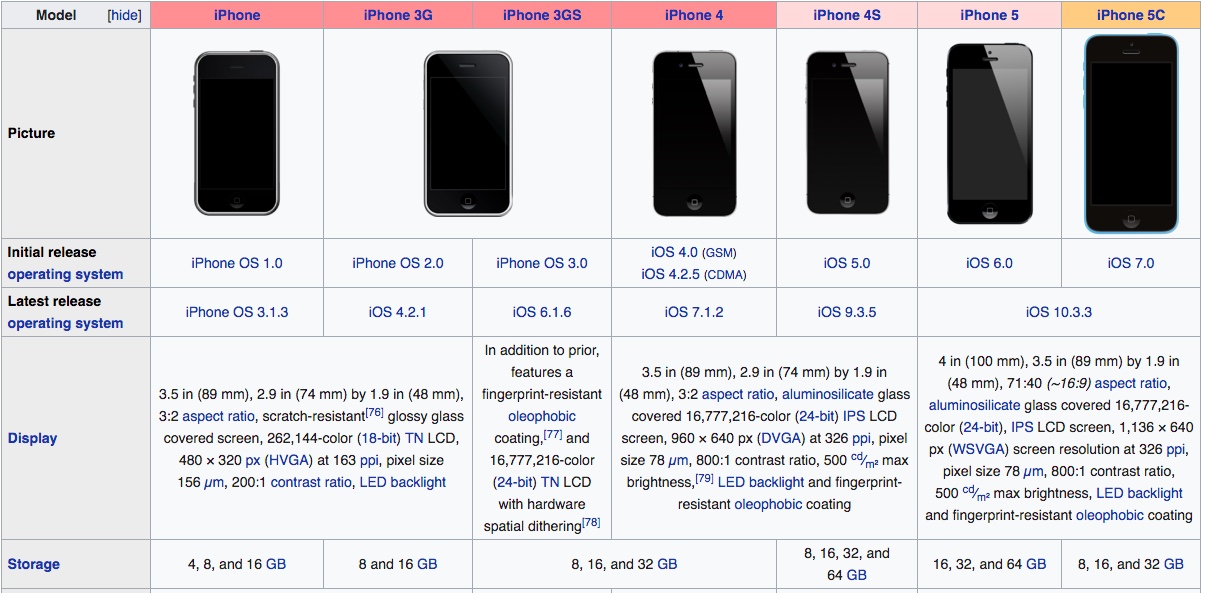 Model [hide] iPhone iPhone 3G iPhone 3GS iPhone 4 iPhone 4S iPhone 5 iPhone 5C
Picture
Initial release
operating system
iPhone OS 1.0
iPhone OS 2.0
iPhone OS 3.0
iOS 4.0 (GSM)
iOS 4.2.5 (CDMA)
iOS 5.0
iOS 6.0
iOS 7.0
Latest release
operating system
iPhone OS 3.1.3
iOS 4.2.1
iOS 6.1.6
iOS 7.1.2
iOS 9.3.5
iOS 10.3.3
Display
3.5 in (89 mm), 2.9 in (74 mm) by 1.9 in (48 mm),
3:2 aspect ratio, scratch-resistant[76] glossy glass
covered screen, 262,144-color (18-bit) TN LCD,
480 × 320 px (HVGA) at 163 ppi, pixel size
156 μm, 200:1 contrast ratio, LED backlight
In addition to prior,
features a
fingerprint-resistant
oleophobic
coating,[77] and
16,777,216-color
(24-bit) TN LCD
with hardware
spatial dithering[78]
3.5 in (89 mm), 2.9 in (74 mm) by 1.9 in
(48 mm), 3:2 aspect ratio, aluminosilicate glass
covered 16,777,216-color (24-bit) IPS LCD
screen, 960 × 640 px (DVGA) at 326 ppi, pixel
size 78 μm, 800:1 contrast ratio, 500 cd⁄m² max
brightness,[79] LED backlight and fingerprint-
resistant oleophobic coating
4 in (100 mm), 3.5 in (89 mm) by 1.9 in
(48 mm), 71:40 (~16:9) aspect ratio,
aluminosilicate glass covered 16,777,216-
color (24-bit), IPS LCD screen, 1,136 × 640
px (WSVGA) screen resolution at 326 ppi,
pixel size 78 μm, 800:1 contrast ratio,
500 cd⁄m² max brightness, LED backlight
and fingerprint-resistant oleophobic coating
Storage
4, 8, and 16 GB
8 and 16 GB
8, 16, and 32 GB
8, 16, 32, and
64 GB
16, 32, and 64 GB
8, 16, and 32 GB